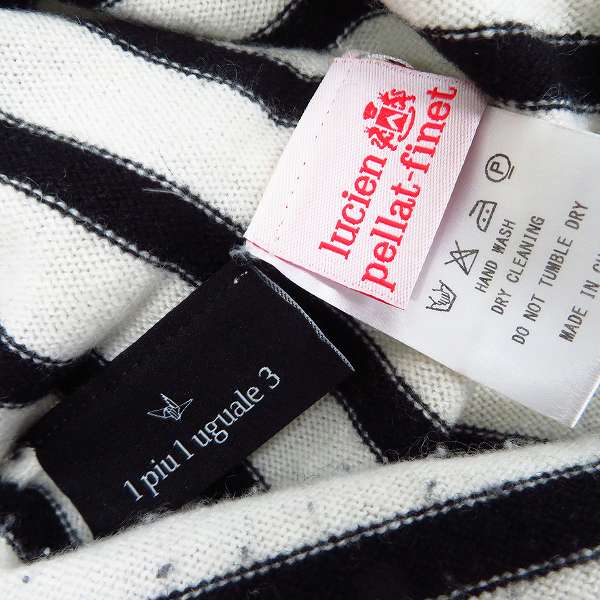 lucien
pellat-finet
P
HAND WASH
DRY CLEANING
DO NOT TUMBLE DRY
MADE IN
1 piu 1 uguale 3